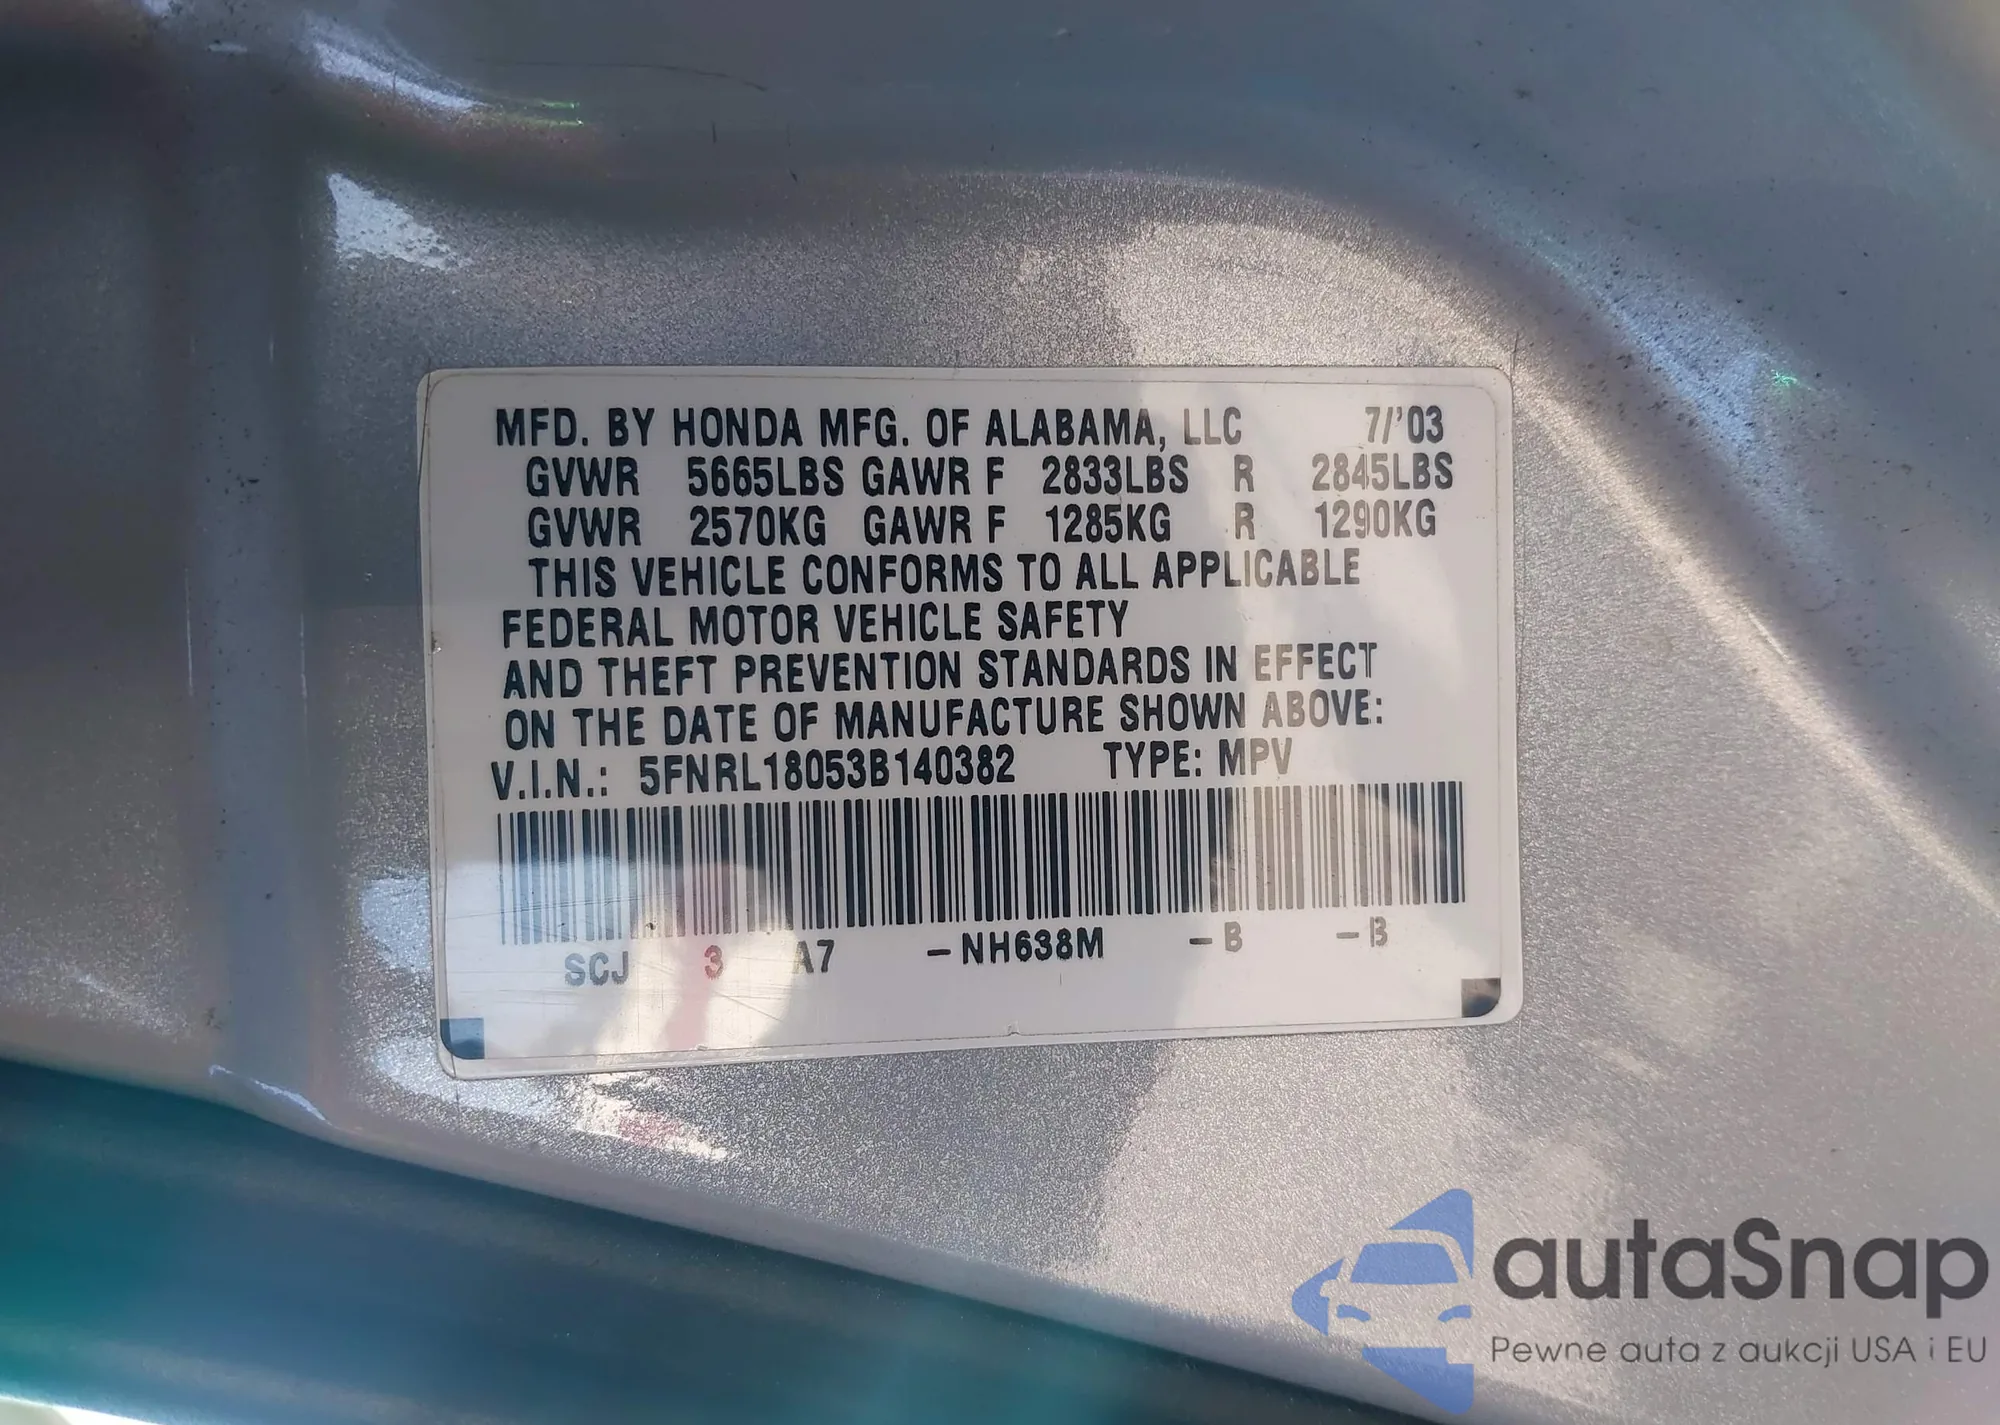 MFD. BY HONDA MFG. OF ALABAMA, LLC 7/'03
GVWR 5665LBS GAWR F 2833LBS R 2845LBS
GVWR 2570KG GAWR F 1285KG R 1290KG
THIS VEHICLE CONFORMS TO ALL APPLICABLE
FEDERAL MOTOR VEHICLE SAFETY
AND THEFT PREVENTION STANDARDS IN EFFECT
ON THE DATE OF MANUFACTURE SHOWN ABOVE:
V.I.N.: 5FNRL18053B140382 TYPE: MPV
SCJ 3 A7 -NH638M -B -B
autaSnap
Pewne auta z aukcji USA i EU